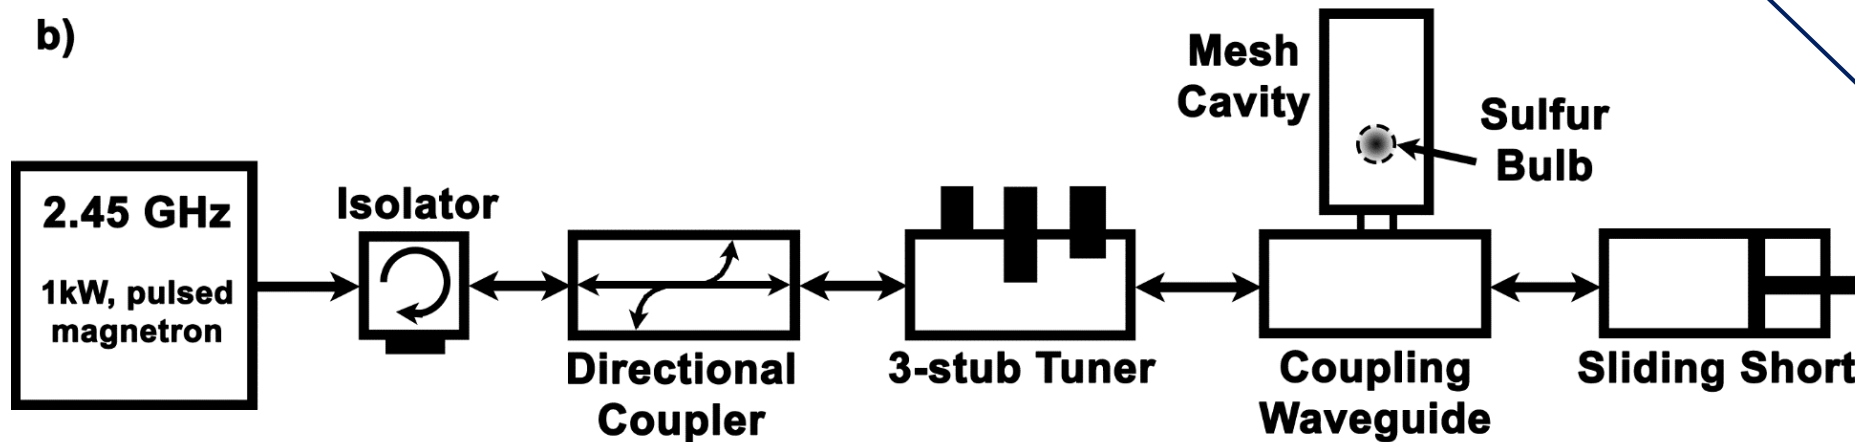 b)
2.45 GHz
1kW, pulsed
magnetron
Isolator
Directional
Coupler
3-stub Tuner
Mesh
Cavity
Sulfur
Bulb
Coupling
Waveguide
Sliding Short